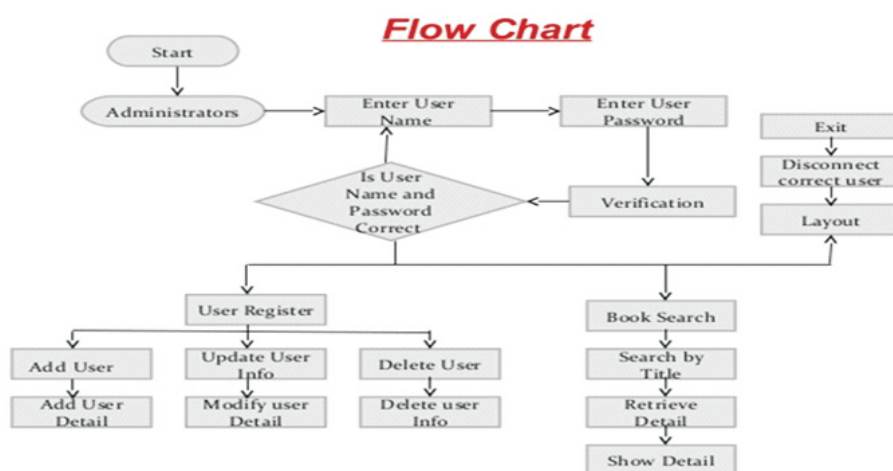 Flow Chart
Start
Administrators
Enter User
Name
Enter User
Password
Exit
Disconnect
correct user
Layout
Is User
Name and
Password
Correct
Verification
User Register
Book Search
Add User
Update User
Info
Delete User
Search by
Title
Add User
Detail
Modify user
Detail
Delete user
Info
Retrieve
Detail
Show Detail